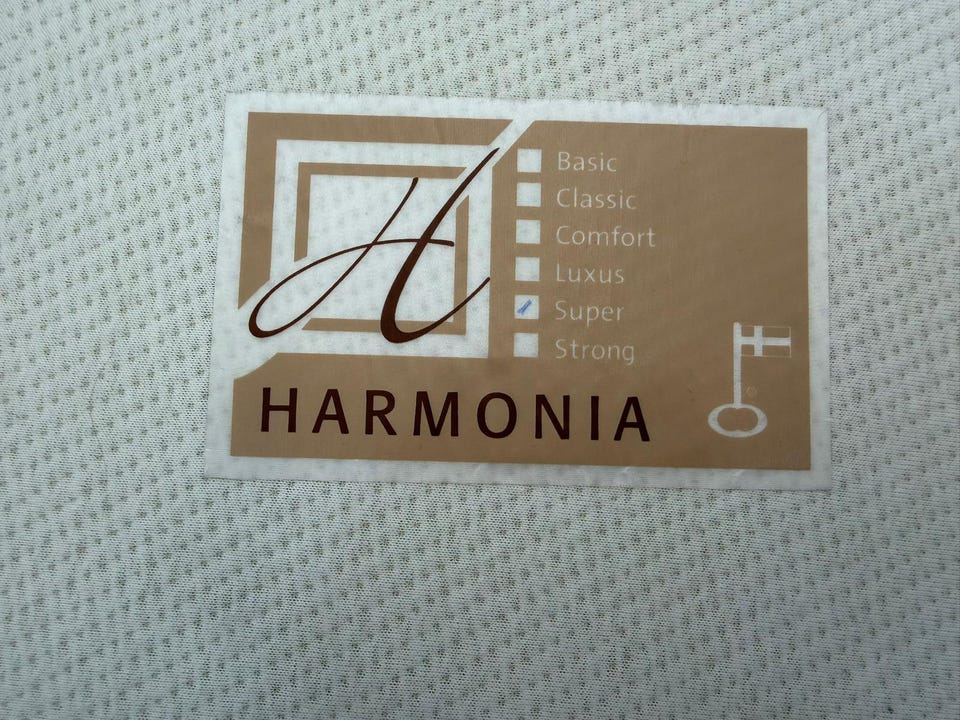 H
Basic
Classic
Comfort
Luxus
Super
Strong
HARMONIA